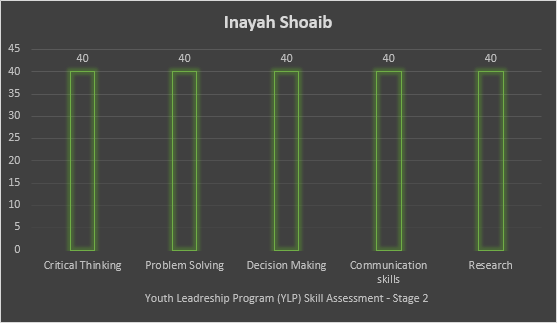 Inayah Shoaib
45
40
35
30
25
20
15
10
5
0
40 40 40 40 40
Critical Thinking Problem Solving Decision Making Communication skills Research
Youth Leadreship Program (YLP) Skill Assessment - Stage 2